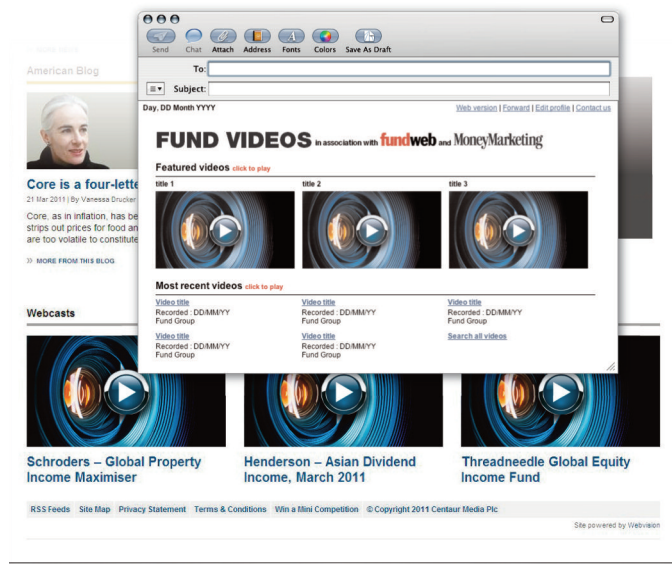 Send Chat Attach Address Fonts Colors Save As Draft
To:
Subject:
Day, DD Month YYYY
Web version | Forward | Edit profile | Contact us
FUND VIDEOS in association with fundweb and MoneyMarketing
Featured videos click to play
title 1 title 2 title 3
Most recent videos click to play
Video title Video title Video title
Recorded : DD/MM/YY Recorded : DD/MM/YY Recorded : DD/MM/YY
Fund Group Fund Group Fund Group
Video title Video title Search all videos
Recorded : DD/MM/YY Recorded : DD/MM/YY
Fund Group Fund Group
American Blog
Core is a four-lette
21 Mar 2011 | By Vanessa Drucker
Core, as in inflation, has be
strips out prices for food an
are too volatile to constitute
» MORE FROM THIS BLOG
Webcasts
Schroders – Global Property
Income Maximiser
Henderson – Asian Dividend
Income, March 2011
Threadneedle Global Equity
Income Fund
RSS Feeds Site Map Privacy Statement Terms & Conditions Win a Mini Competition © Copyright 2011 Centaur Media Plc
Site powered by Webvision